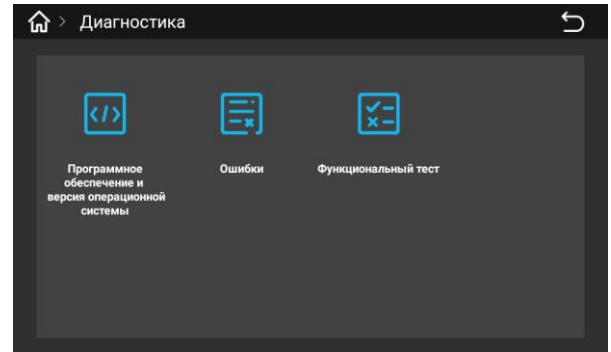 Диагностика
Программное
обеспечение и
версия операционной
системы
Ошибки
Функциональный тест